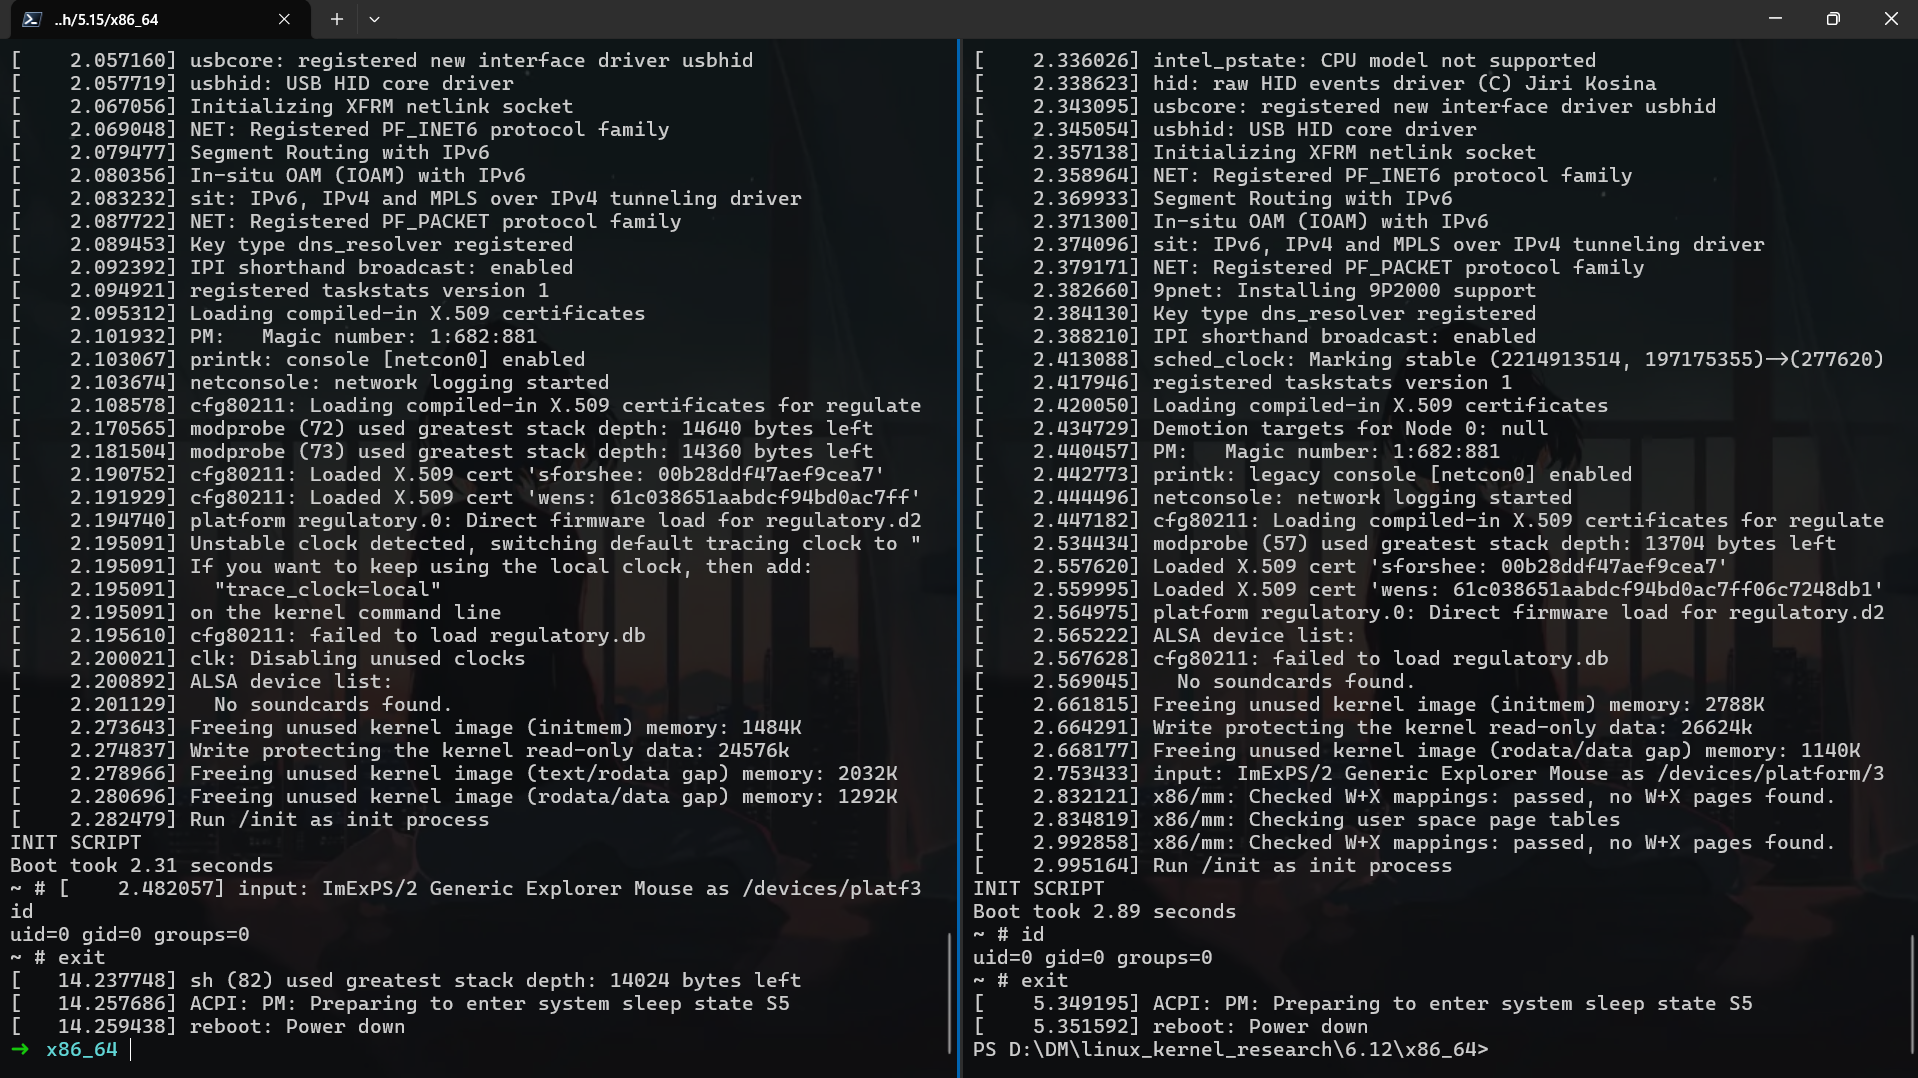 ..h/5.15/x86_64
[    2.057160] usbcore: registered new interface driver usbhid
[    2.057719] usbhid: USB HID core driver
[    2.067056] Initializing XFRM netlink socket
[    2.069048] NET: Registered PF_INET6 protocol family
[    2.079477] Segment Routing with IPv6
[    2.080356] In-situ OAM (IOAM) with IPv6
[    2.083232] sit: IPv6, IPv4 and MPLS over IPv4 tunneling driver
[    2.087722] NET: Registered PF_PACKET protocol family
[    2.089453] Key type dns_resolver registered
[    2.092392] IPI shorthand broadcast: enabled
[    2.094921] registered taskstats version 1
[    2.095312] Loading compiled-in X.509 certificates
[    2.101932] PM:   Magic number: 1:682:881
[    2.103067] printk: console [netcon0] enabled
[    2.103674] netconsole: network logging started
[    2.108578] cfg80211: Loading compiled-in X.509 certificates for regulate
[    2.170565] modprobe (72) used greatest stack depth: 14640 bytes left
[    2.181504] modprobe (73) used greatest stack depth: 14360 bytes left
[    2.190752] cfg80211: Loaded X.509 cert 'sforshee: 00b28ddf47aef9cea7'
[    2.191929] cfg80211: Loaded X.509 cert 'wens: 61c038651aabdcf94bd0ac7ff'
[    2.194740] platform regulatory.0: Direct firmware load for regulatory.d2
[    2.195091] Unstable clock detected, switching default tracing clock to "
[    2.195091] If you want to keep using the local clock, then add:
[    2.195091]   "trace_clock=local"
[    2.195091] on the kernel command line
[    2.195610] cfg80211: failed to load regulatory.db
[    2.200021] clk: Disabling unused clocks
[    2.200892] ALSA device list:
[    2.201129]   No soundcards found.
[    2.273643] Freeing unused kernel image (initmem) memory: 1484K
[    2.274837] Write protecting the kernel read-only data: 24576k
[    2.278966] Freeing unused kernel image (text/rodata gap) memory: 2032K
[    2.280696] Freeing unused kernel image (rodata/data gap) memory: 1292K
[    2.282479] Run /init as init process
INIT SCRIPT
Boot took 2.31 seconds
~ # [    2.482057] input: ImExPS/2 Generic Explorer Mouse as /devices/platf3
id
uid=0 gid=0 groups=0
~ # exit
[   14.237748] sh (82) used greatest stack depth: 14024 bytes left
[   14.257686] ACPI: PM: Preparing to enter system sleep state S5
[   14.259438] reboot: Power down
→ x86_64
[    2.336026] intel_pstate: CPU model not supported
[    2.338623] hid: raw HID events driver (C) Jiri Kosina
[    2.343095] usbcore: registered new interface driver usbhid
[    2.345054] usbhid: USB HID core driver
[    2.357138] Initializing XFRM netlink socket
[    2.358964] NET: Registered PF_INET6 protocol family
[    2.369933] Segment Routing with IPv6
[    2.371300] In-situ OAM (IOAM) with IPv6
[    2.374096] sit: IPv6, IPv4 and MPLS over IPv4 tunneling driver
[    2.379171] NET: Registered PF_PACKET protocol family
[    2.382660] 9pnet: Installing 9P2000 support
[    2.384130] Key type dns_resolver registered
[    2.388210] IPI shorthand broadcast: enabled
[    2.413088] sched_clock: Marking stable (2214913514, 197175355)->(277620)
[    2.417946] registered taskstats version 1
[    2.420050] Loading compiled-in X.509 certificates
[    2.434729] Demotion targets for Node 0: null
[    2.440457] PM:   Magic number: 1:682:881
[    2.442773] printk: legacy console [netcon0] enabled
[    2.444496] netconsole: network logging started
[    2.447182] cfg80211: Loading compiled-in X.509 certificates for regulate
[    2.534434] modprobe (57) used greatest stack depth: 13704 bytes left
[    2.557620] Loaded X.509 cert 'sforshee: 00b28ddf47aef9cea7'
[    2.559995] Loaded X.509 cert 'wens: 61c038651aabdcf94bd0ac7ff06c7248db1'
[    2.564975] platform regulatory.0: Direct firmware load for regulatory.d2
[    2.565222] ALSA device list:
[    2.567628] cfg80211: failed to load regulatory.db
[    2.569045]   No soundcards found.
[    2.661815] Freeing unused kernel image (initmem) memory: 2788K
[    2.664291] Write protecting the kernel read-only data: 26624k
[    2.668177] Freeing unused kernel image (rodata/data gap) memory: 1140K
[    2.753433] input: ImExPS/2 Generic Explorer Mouse as /devices/platform/3
[    2.832121] x86/mm: Checked W+X mappings: passed, no W+X pages found.
[    2.834819] x86/mm: Checking user space page tables
[    2.992858] x86/mm: Checked W+X mappings: passed, no W+X pages found.
[    2.995164] Run /init as init process
INIT SCRIPT
Boot took 2.89 seconds
~ # id
uid=0 gid=0 groups=0
~ # exit
[    5.349195] ACPI: PM: Preparing to enter system sleep state S5
[    5.351592] reboot: Power down
PS D:\DM\linux_kernel_research\6.12\x86_64>